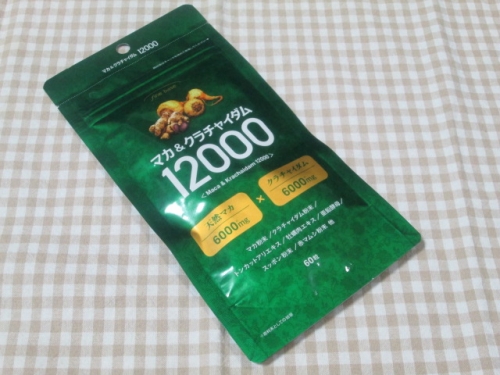 マカ&クラチャイダム 12000
マカ&クラチャイダム
12000
< Maca & Krachaidam 12000 >
天然マカ
6000mg
×
クラチャイダム
6000mg
マカ粉末/クラチャイダム粉末/
トンカットアリエキス/牡蠣肉エキス/亜鉛酵母/
スッポン粉末/赤マムシ粉末 他
60粒